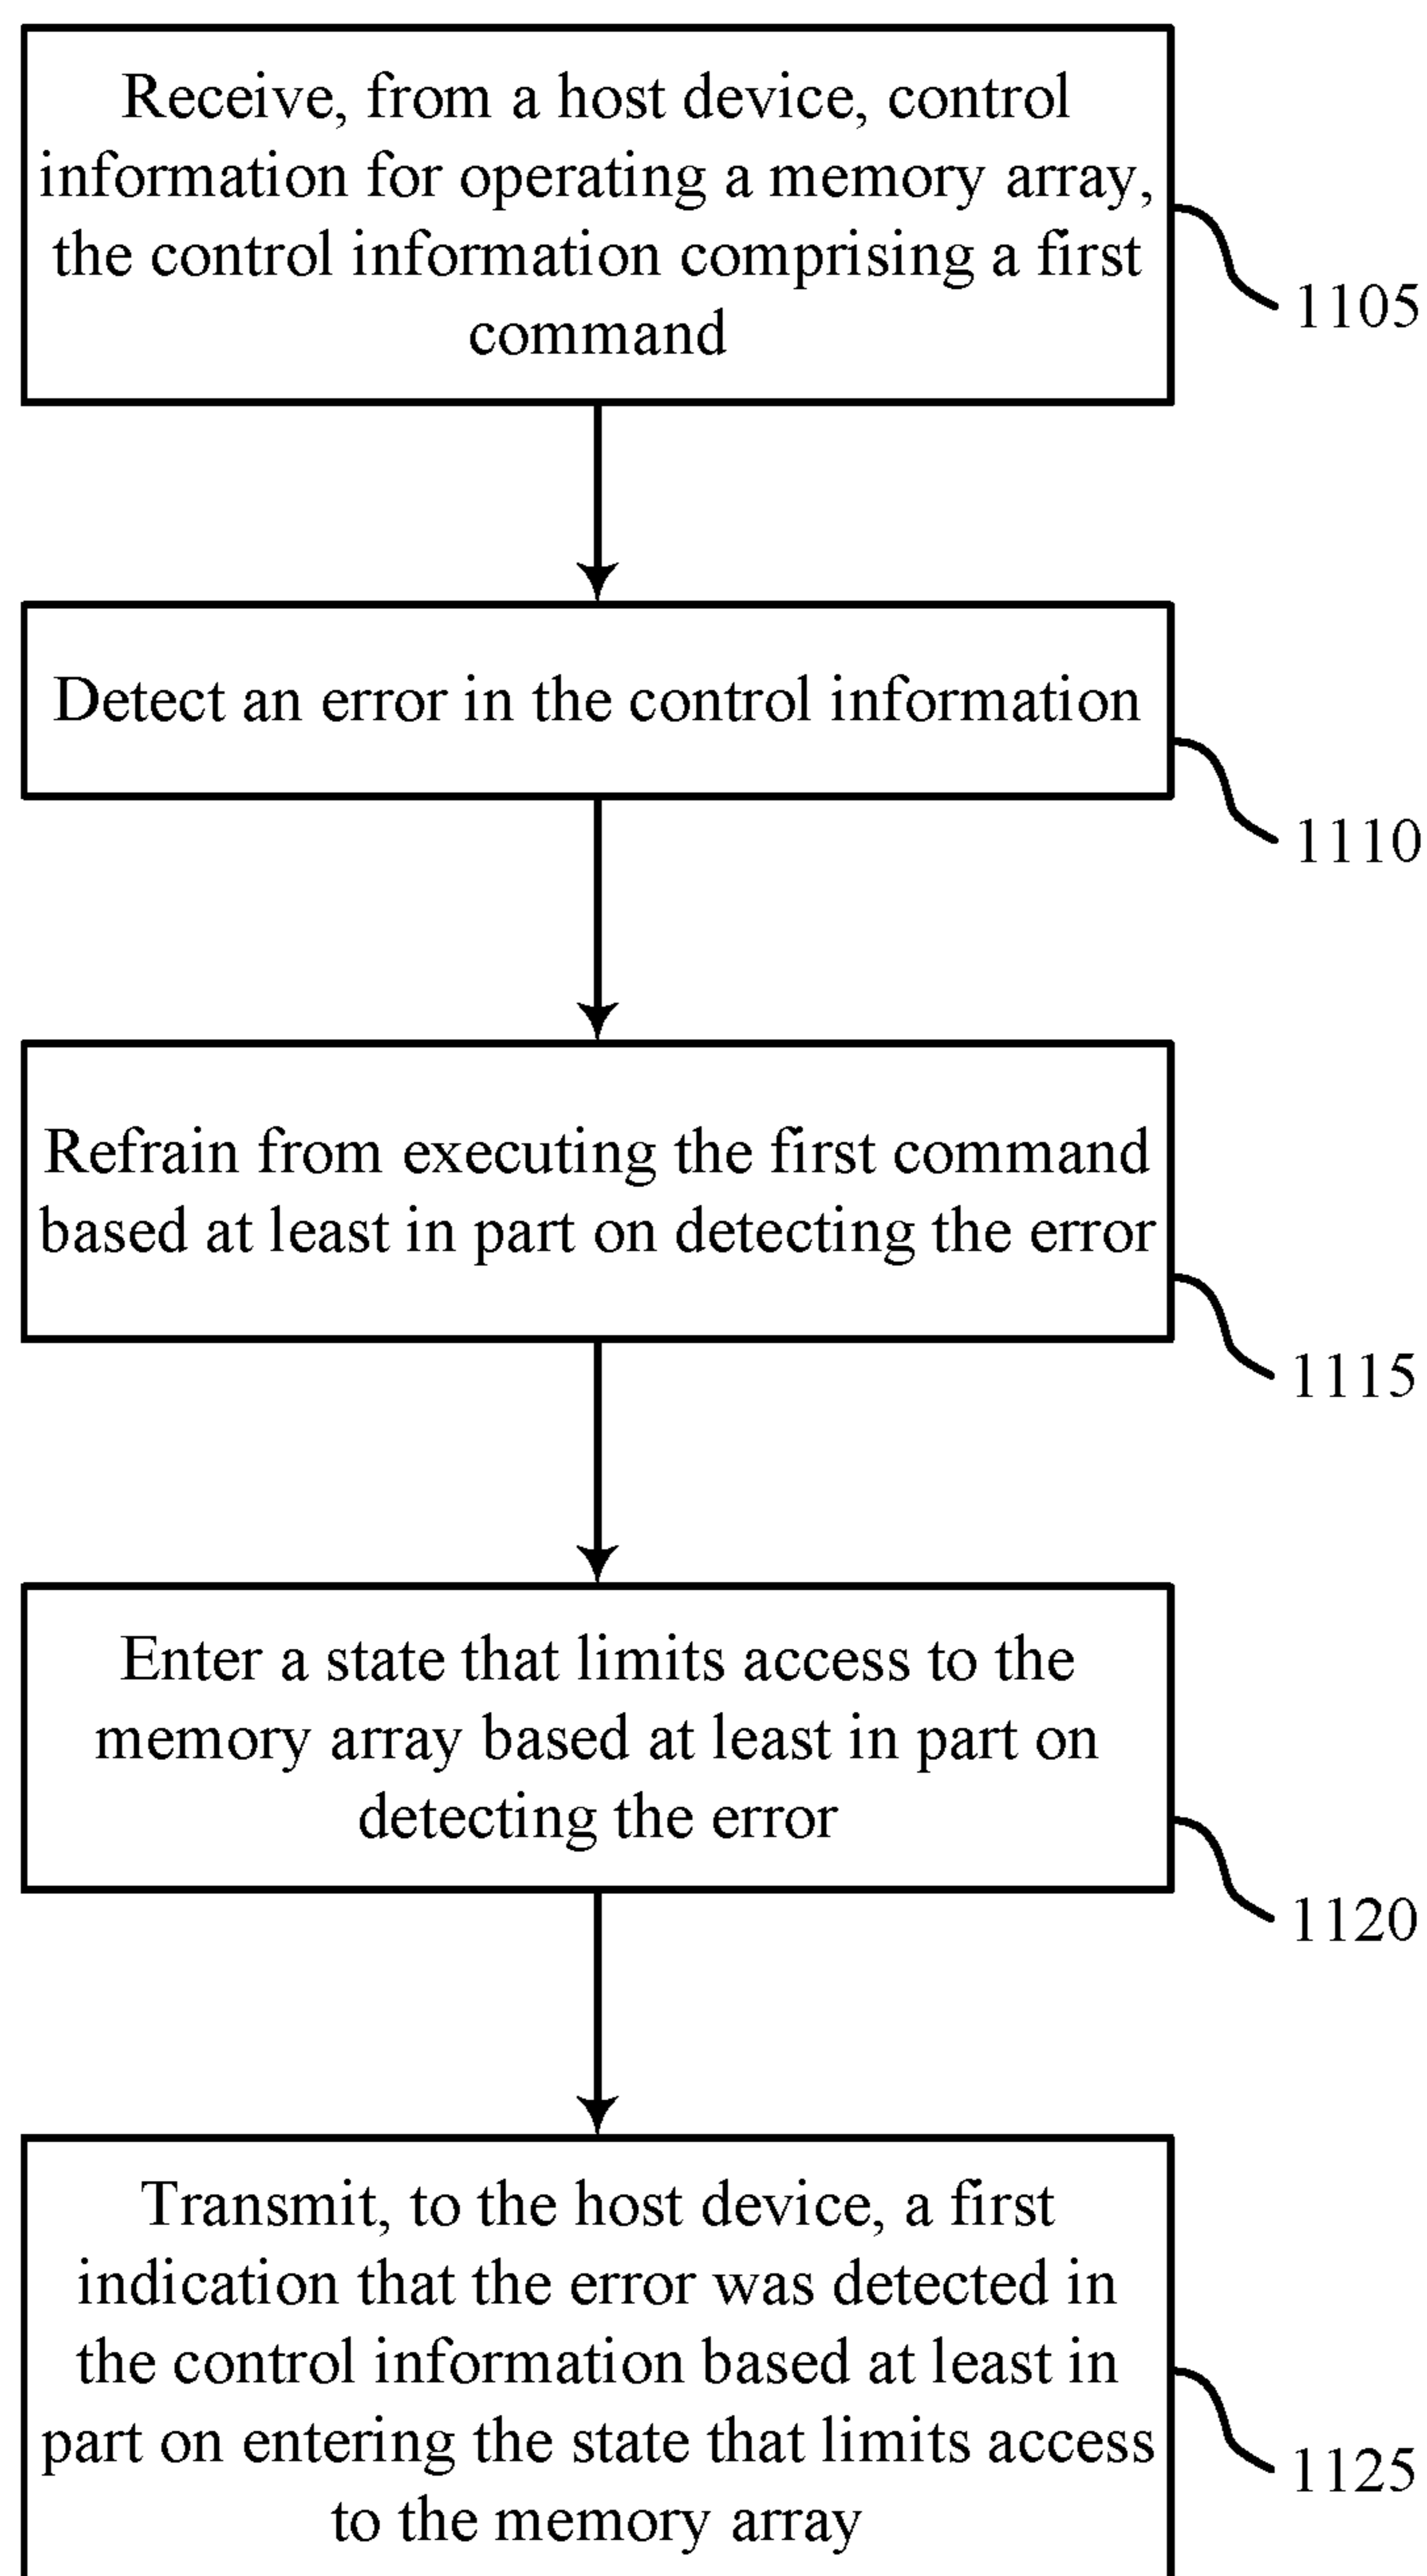 Receive, from a host device, control
information for operating a memory array,
the control information comprising a first
command
1105
Detect an error in the control information
1110
Refrain from executing the first command
based at least in part on detecting the error
1115
Enter a state that limits access to the
memory array based at least in part on
detecting the error
1120
Transmit, to the host device, a first
indication that the error was detected in
the control information based at least in
part on entering the state that limits access
to the memory array
1125